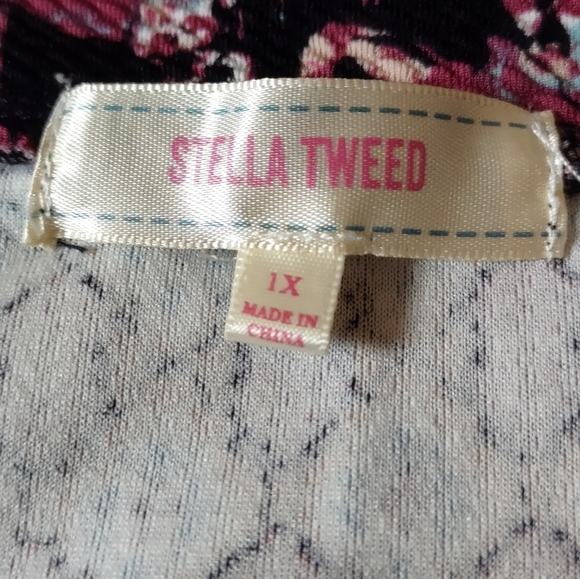 STELLA TWEED
1X
MADE IN
CHINA